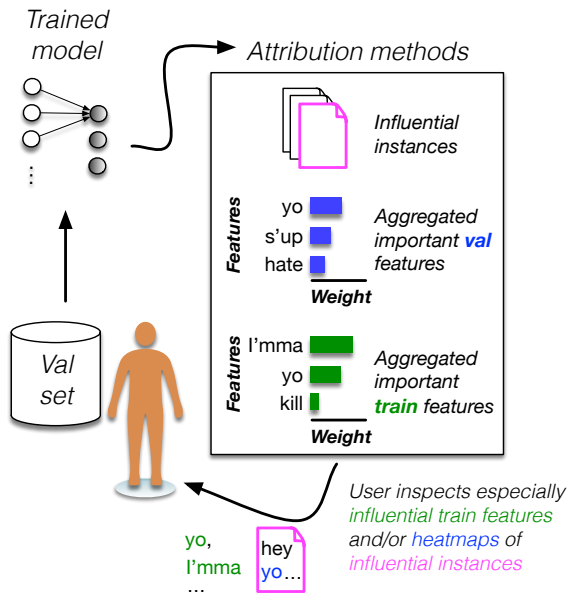 Trained
model
Attribution methods
Influential
instances
Features
yo
s'up
hate
Weight
Aggregated
important val
features
Features
I'mma
yo
kill
Weight
Aggregated
important
train features
Val
set
User inspects especially
influential train features
and/or heatmaps of
influential instances
yo,
I'mma
...
hey
yo...